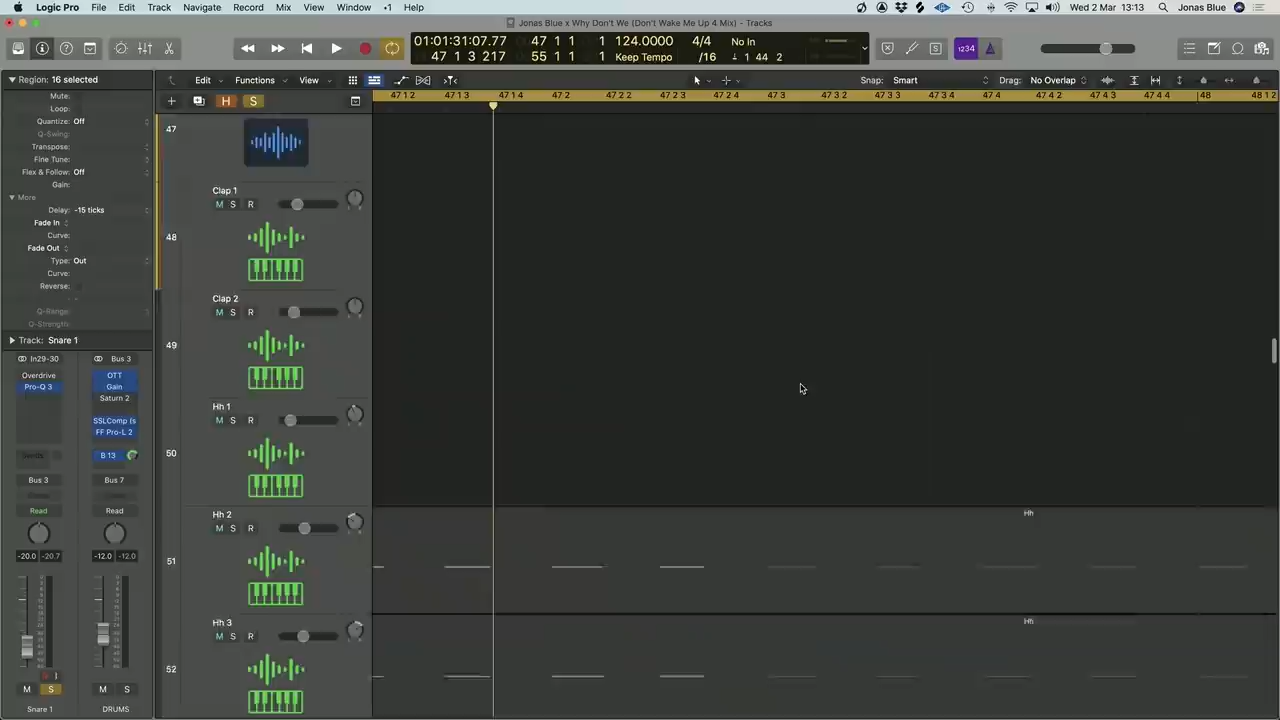 Logic Pro File Edit Track Navigate Record Mix View Window 1 Help Wed 2 Mar 13:13 Jonas Blue
Jonas Blue x Why Don't We (Don't Wake Me Up 4 Mix) - Tracks
01:01:31:07.77 47 1 1 1 124.0000 4/4 No In
47 1 3 217 55 1 1 1 Keep Tempo /16 1 44 2
1234
Region: 16 selected
Edit Functions View Snap: Smart Drag: No Overlap
Mute:
Loop:
Quantize: Off
Q-Swing:
Transpose:
Fine Tune:
Flex & Follow: Off
Gain:
More
Delay: -15 ticks
Fade In
Curve:
Fade Out
Type: Out
Curve:
Reverse:
Q-Range:
Q-Strength:
Track: Snare 1
In29-30 Bus 3
Overdrive OTT
Pro-Q 3 Gain
Saturn 2
SSLComp (s
FF Pro-L 2
Sends B 13
Bus 3 Bus 7
Read Read
-20.0 -20.7 -12.0 -12.0
R I
M S M S
Snare 1 DRUMS
H S
47 1 2 47 1 3 47 1 4 47 2 47 2 2 47 2 3 47 2 4 47 3 47 3 2 47 3 3 47 3 4 47 4 47 4 2 47 4 3 47 4 4 48 48 1 2
47
Clap 1
M S R
48
Clap 2
M S R
49
Hh 1
M S R
50
Hh 2 Hh
M S R
51
Hh 3 Hh
M S R
52